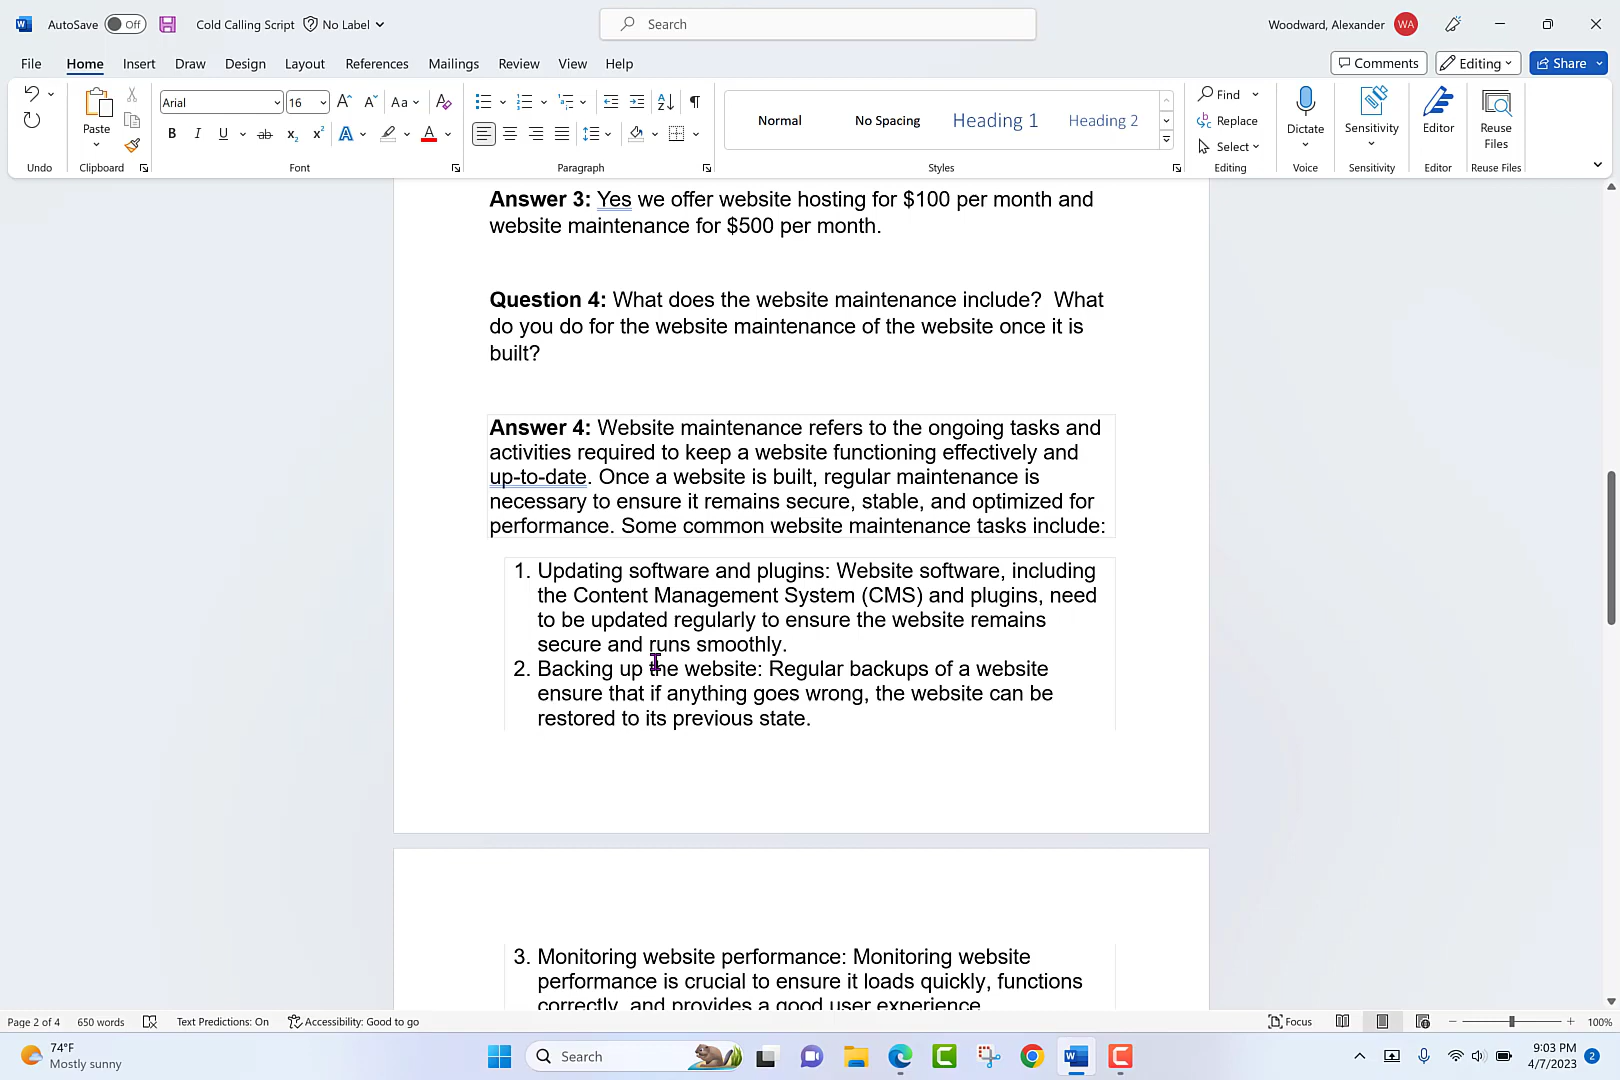 AutoSave Off Cold Calling Script No Label Search Woodward, Alexander WA
File Home Insert Draw Design Layout References Mailings Review View Help Comments Editing Share
Arial 16 Aa
Paste Normal No Spacing Heading 1 Heading 2 Find Replace Select Dictate Sensitivity Editor Reuse Files
B I U ab x₂ x² A A
Undo Clipboard Font Paragraph Styles Editing Voice Sensitivity Editor Reuse Files
Answer 3: Yes we offer website hosting for $100 per month and
website maintenance for $500 per month.
Question 4: What does the website maintenance include?  What
do you do for the website maintenance of the website once it is
built?
Answer 4: Website maintenance refers to the ongoing tasks and
activities required to keep a website functioning effectively and
up-to-date. Once a website is built, regular maintenance is
necessary to ensure it remains secure, stable, and optimized for
performance. Some common website maintenance tasks include:
1. Updating software and plugins: Website software, including
the Content Management System (CMS) and plugins, need
to be updated regularly to ensure the website remains
secure and runs smoothly.
2. Backing up the website: Regular backups of a website
ensure that if anything goes wrong, the website can be
restored to its previous state.
3. Monitoring website performance: Monitoring website
performance is crucial to ensure it loads quickly, functions
correctly, and provides a good user experience.
Page 2 of 4 650 words Text Predictions: On Accessibility: Good to go Focus 100%
74°F
Mostly sunny
Search
9:03 PM
4/7/2023
2